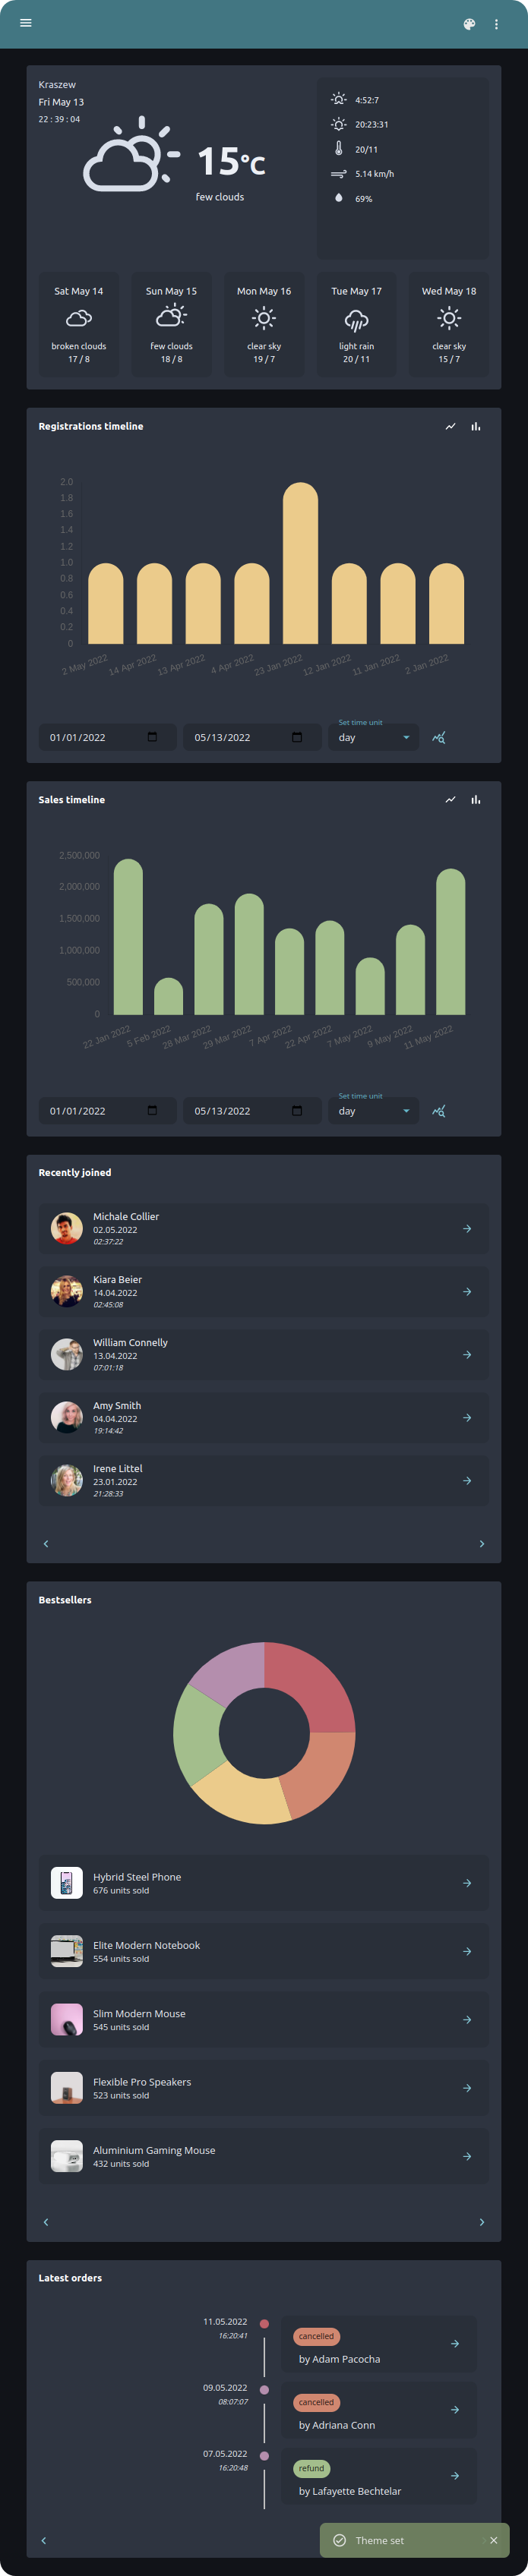 Kraszew
Fri May 13
22 : 39 : 04
15°C
few clouds
4:52:7
20:23:31
20/11
5.14 km/h
69%
Sat May 14
broken clouds
17 / 8
Sun May 15
few clouds
18 / 8
Mon May 16
clear sky
19 / 7
Tue May 17
light rain
20 / 11
Wed May 18
clear sky
15 / 7
Registrations timeline
2.0
1.8
1.6
1.4
1.2
1.0
0.8
0.6
0.4
0.2
0
2 May 2022
14 Apr 2022
13 Apr 2022
4 Apr 2022
23 Jan 2022
12 Jan 2022
11 Jan 2022
2 Jan 2022
01/01/2022
05/13/2022
Set time unit
day
Sales timeline
2,500,000
2,000,000
1,500,000
1,000,000
500,000
0
22 Jan 2022
5 Feb 2022
28 Mar 2022
29 Mar 2022
7 Apr 2022
22 Apr 2022
7 May 2022
9 May 2022
11 May 2022
01/01/2022
05/13/2022
Set time unit
day
Recently joined
Michale Collier
02.05.2022
02:37:22
Kiara Beier
14.04.2022
02:45:08
William Connelly
13.04.2022
07:01:18
Amy Smith
04.04.2022
19:14:42
Irene Littel
23.01.2022
21:28:33
Bestsellers
Hybrid Steel Phone
676 units sold
Elite Modern Notebook
554 units sold
Slim Modern Mouse
545 units sold
Flexible Pro Speakers
523 units sold
Aluminium Gaming Mouse
432 units sold
Latest orders
11.05.2022
16:20:41
cancelled
by Adam Pacocha
09.05.2022
08:07:07
cancelled
by Adriana Conn
07.05.2022
16:20:48
refund
by Lafayette Bechtelar
Theme set